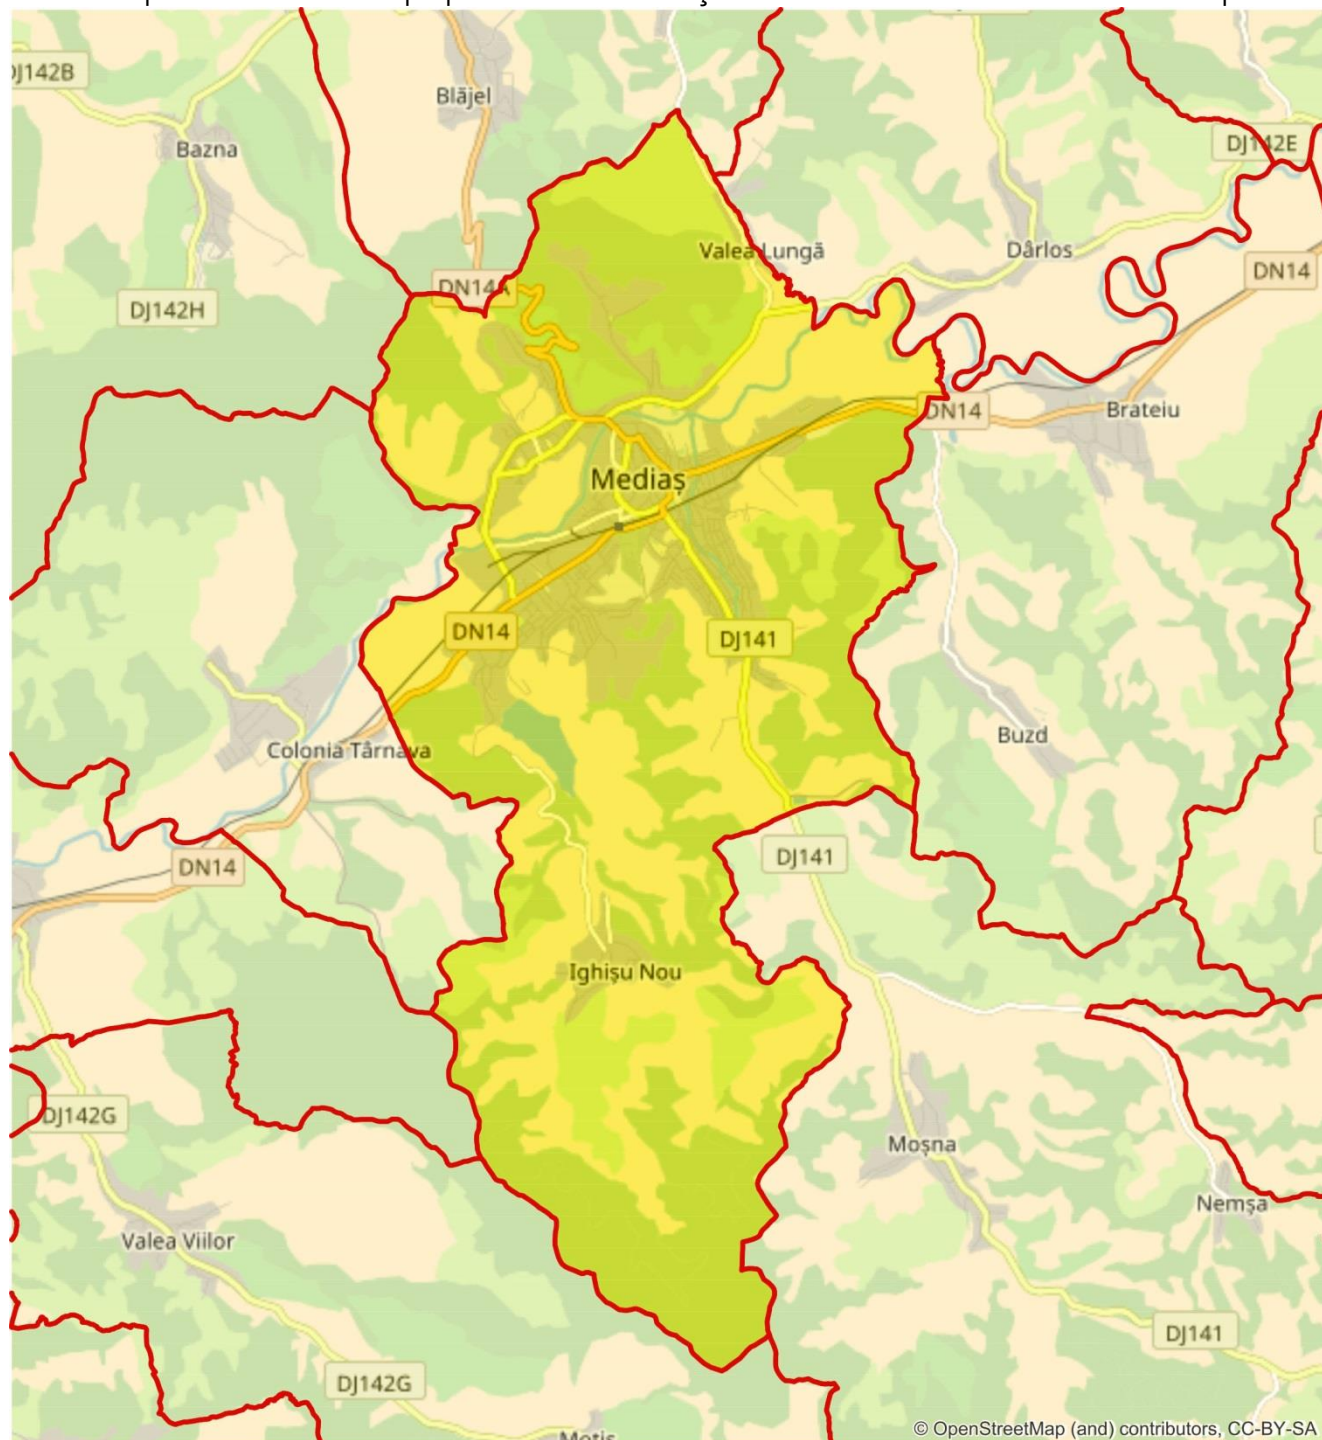 DJ142B
Blăjel
Bazna
DJ142E
Valea Lungă
Dârlos
DN14
DN14A
DJ142H
DN14
Brateiu
Mediaș
DN14
DJ141
Buzd
Colonia Târnava
DJ141
DN14
Ighișu Nou
DJ142G
Moșna
Nemșa
Valea Viilor
DJ141
DJ142G
© OpenStreetMap (and) contributors, CC-BY-SA